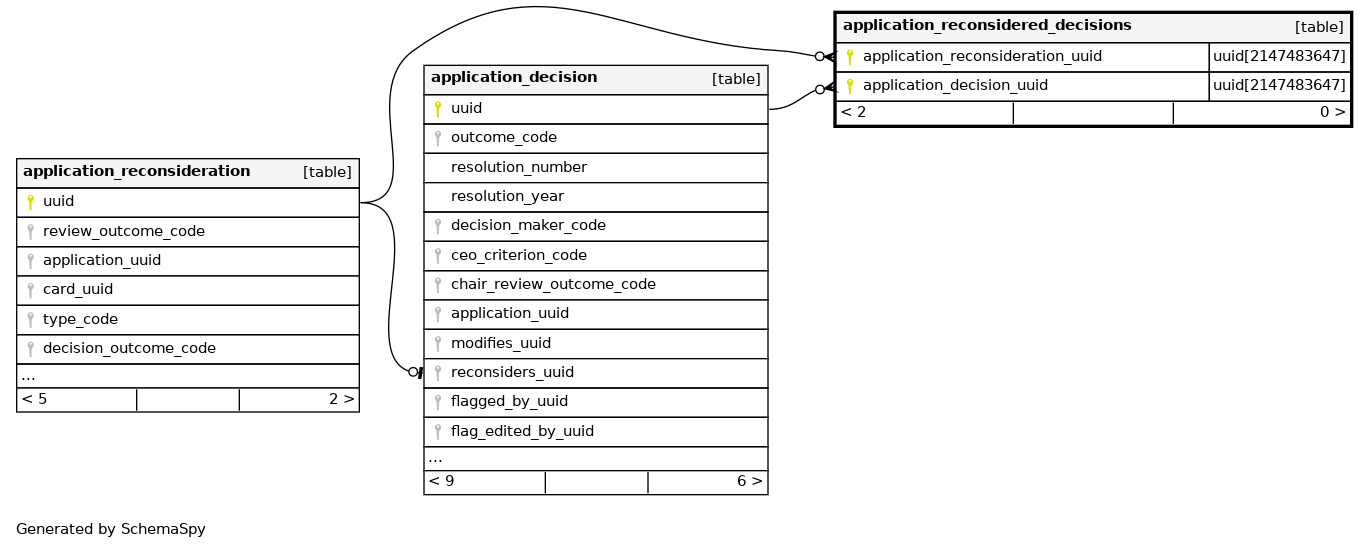 application_reconsidered_decisions [table]
application_reconsideration_uuid uuid[2147483647]
application_decision_uuid uuid[2147483647]
< 2 0 >
application_decision [table]
uuid
outcome_code
resolution_number
resolution_year
decision_maker_code
ceo_criterion_code
chair_review_outcome_code
application_uuid
modifies_uuid
reconsiders_uuid
flagged_by_uuid
flag_edited_by_uuid
...
< 9 6 >
application_reconsideration [table]
uuid
review_outcome_code
application_uuid
card_uuid
type_code
decision_outcome_code
...
< 5 2 >
Generated by SchemaSpy